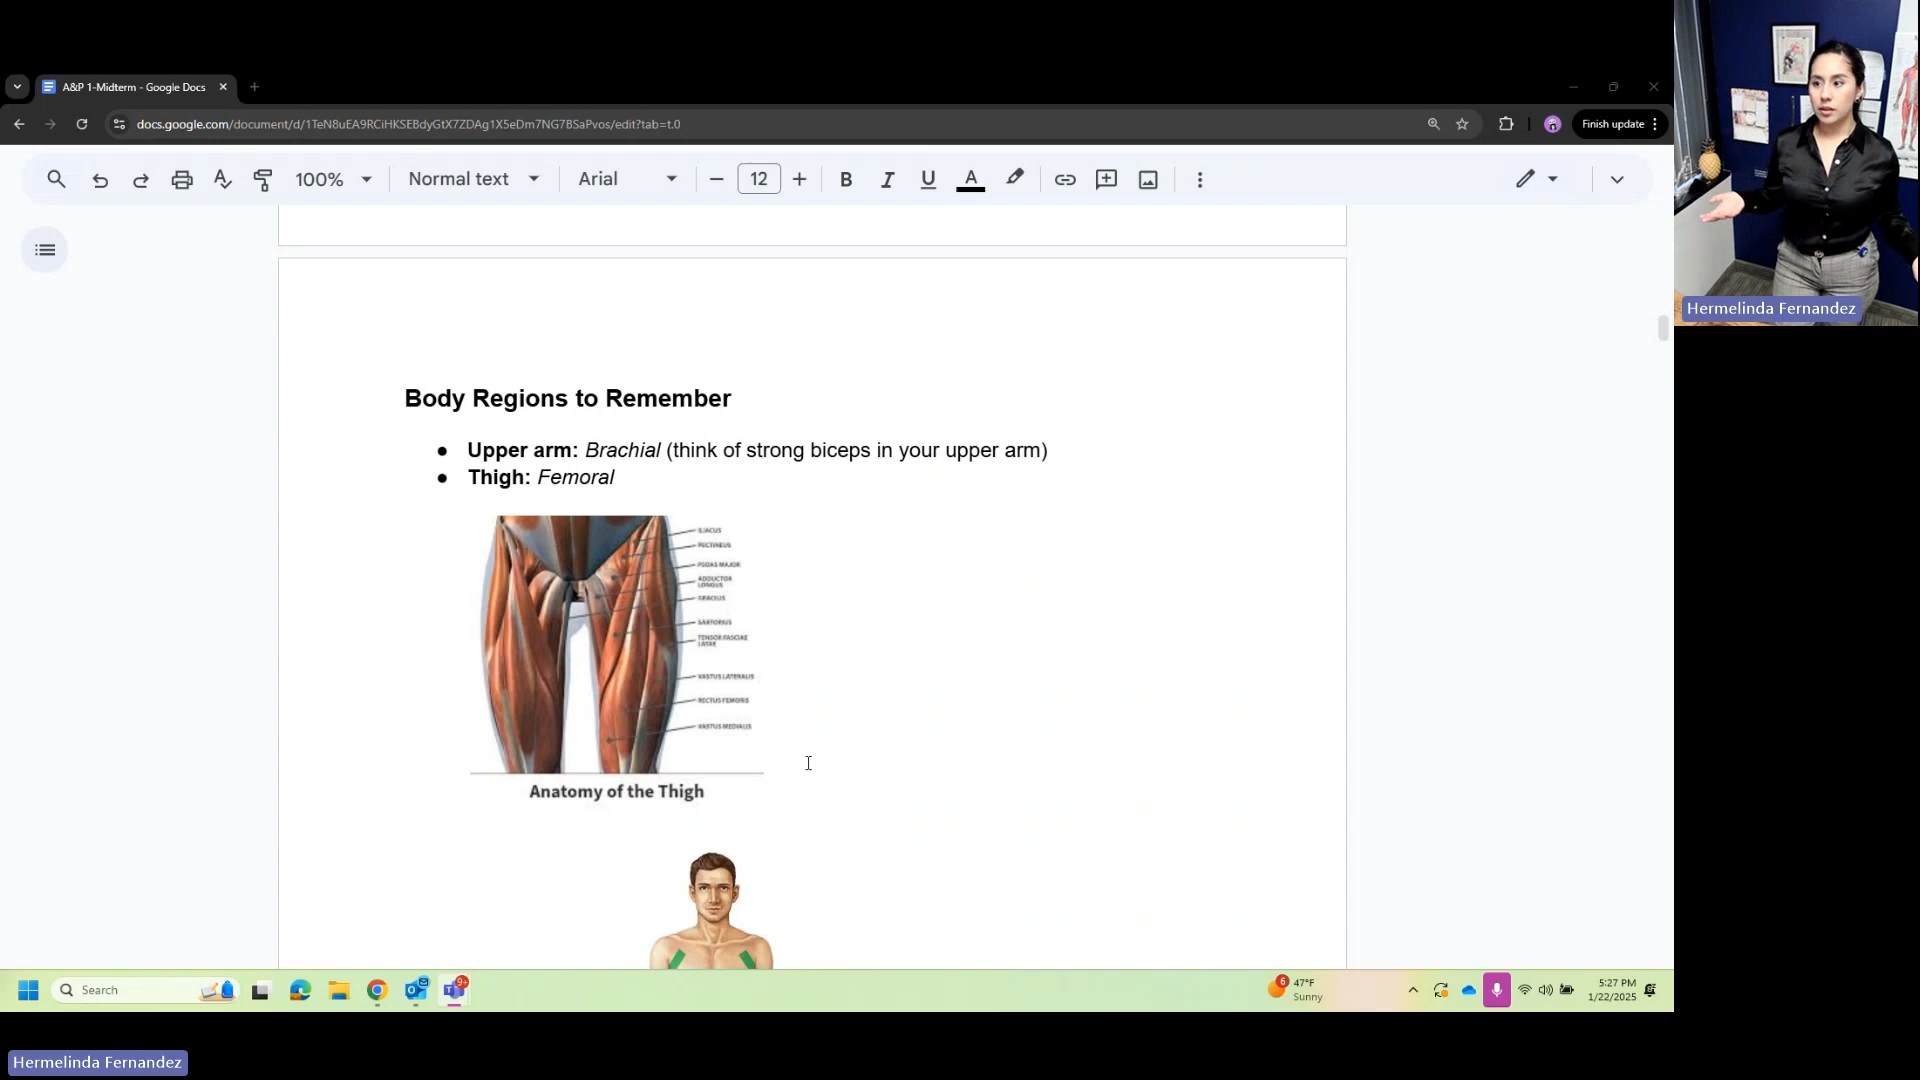 A&P 1-Midterm - Google Docs
docs.google.com/document/d/1TeN8uEA9RCiHKSEBdyGtX7ZDAg1X5eDm7NG7BSaPvos/edit?tab=t.0
Finish update
100%
Normal text
Arial
12
B
I
U
A
Hermelinda Fernandez
Body Regions to Remember
● Upper arm: Brachial (think of strong biceps in your upper arm)
● Thigh: Femoral
ILIACUS
PECTINEUS
PSOAS MAJOR
ADDUCTOR
LONGUS
GRACILIS
SARTORIUS
TENSOR FASCIAE
LATAE
VASTUS LATERALIS
RECTUS FEMORIS
VASTUS MEDIALIS
Anatomy of the Thigh
Search
9+
6
47°F
Sunny
5:27 PM
1/22/2025
Hermelinda Fernandez